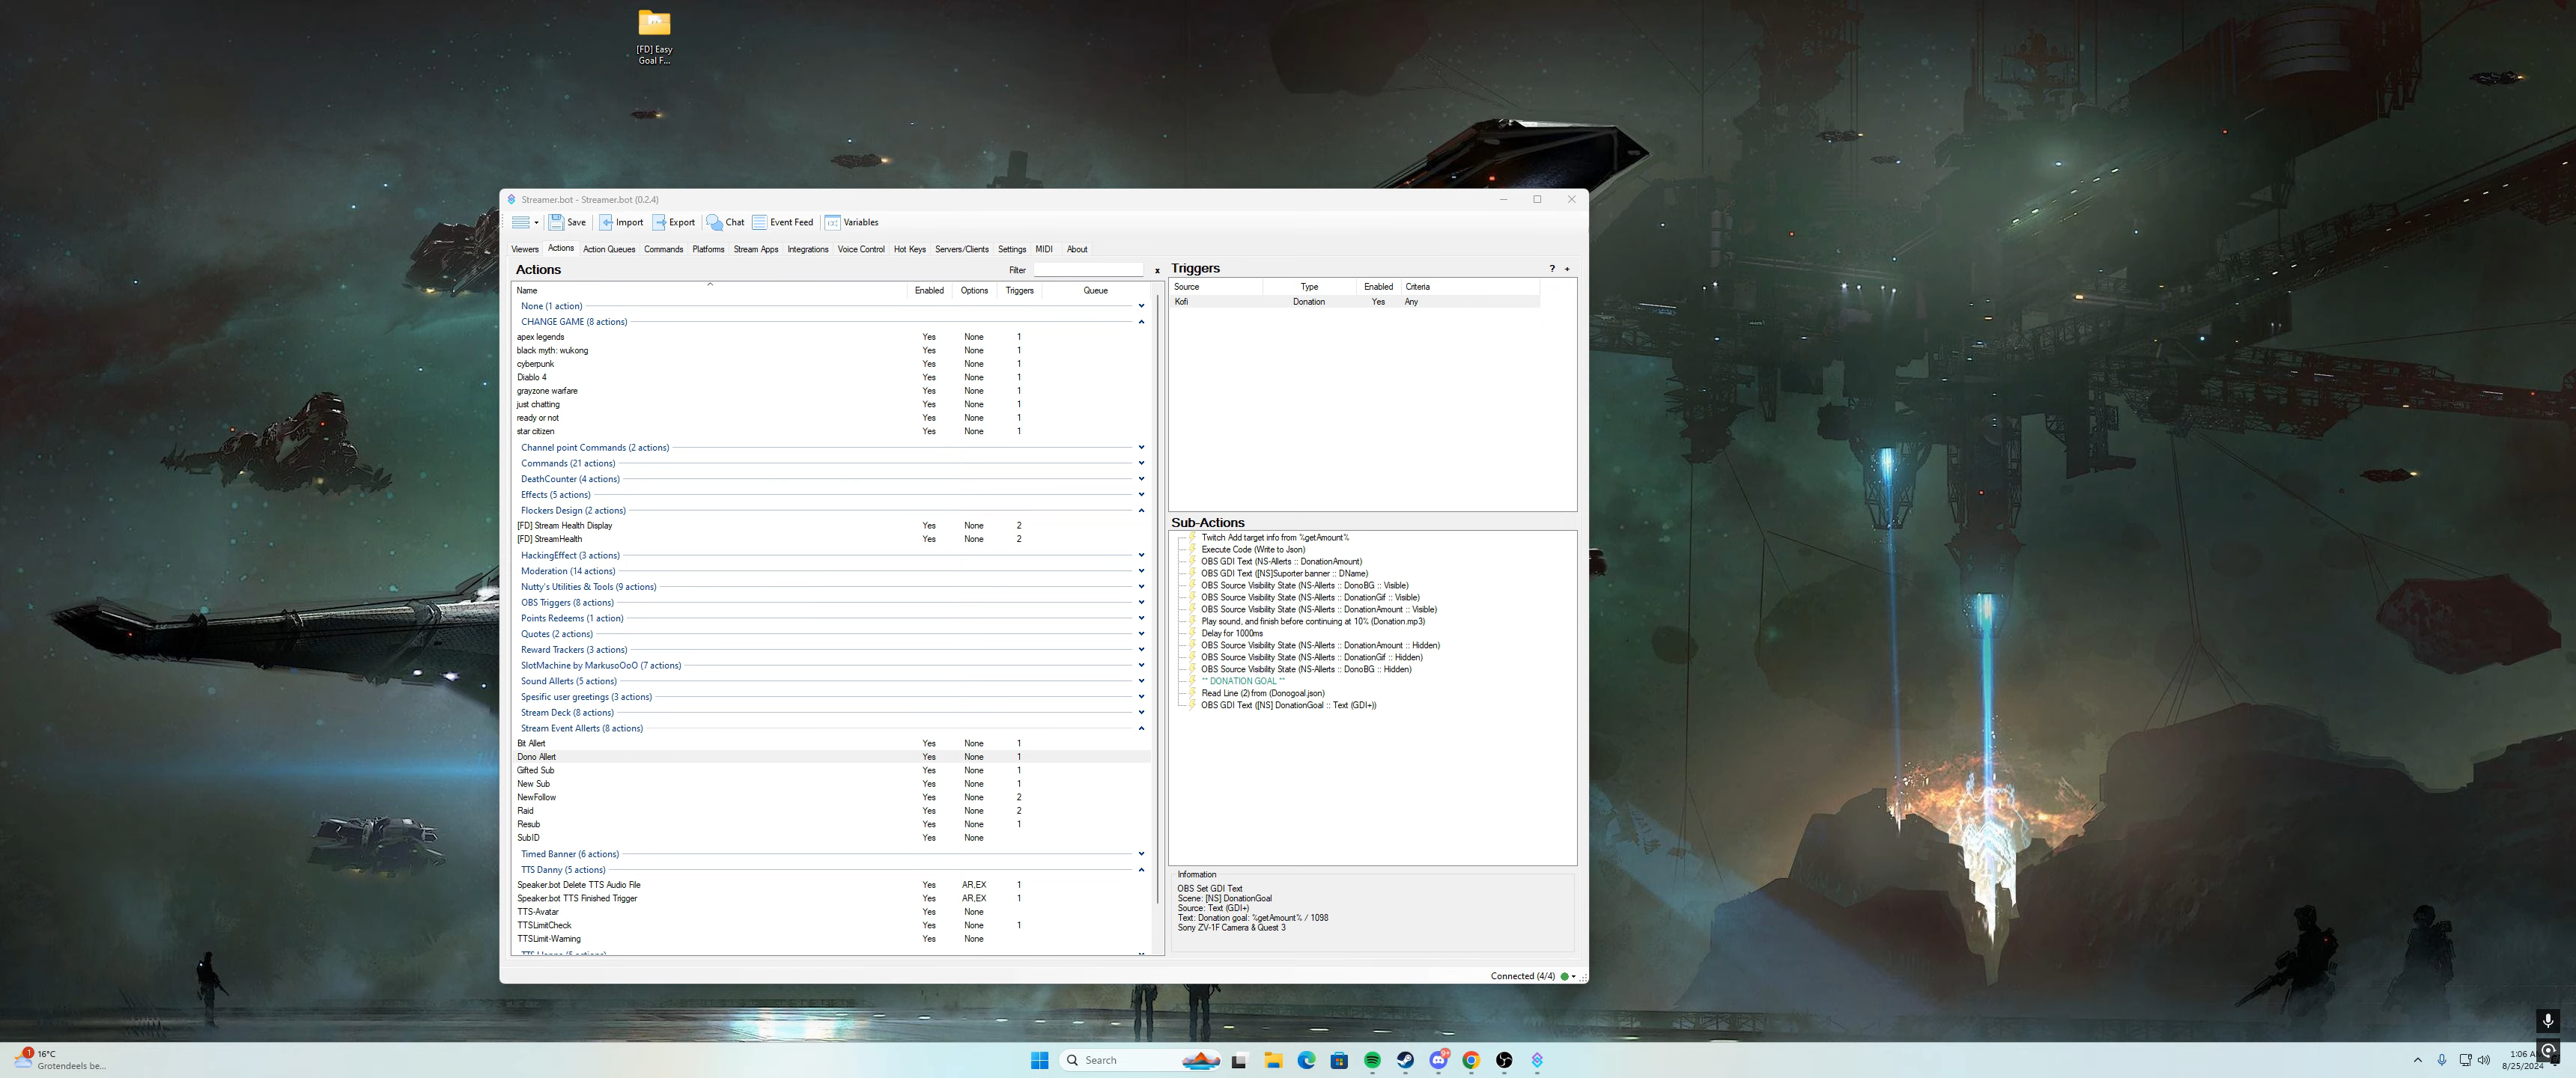 [FD] Easy
Goal F...
Streamer.bot - Streamer.bot (0.2.4)
Save Import Export Chat Event Feed Variables
Viewers Actions Action Queues Commands Platforms Stream Apps Integrations Voice Control Hot Keys Servers/Clients Settings MIDI About
Actions Filter x
Name Enabled Options Triggers Queue
None (1 action)
CHANGE GAME (8 actions)
apex legends Yes None 1
black myth: wukong Yes None 1
cyberpunk Yes None 1
Diablo 4 Yes None 1
grayzone warfare Yes None 1
just chatting Yes None 1
ready or not Yes None 1
star citizen Yes None 1
Channel point Commands (2 actions)
Commands (21 actions)
DeathCounter (4 actions)
Effects (5 actions)
Flockers Design (2 actions)
[FD] Stream Health Display Yes None 2
[FD] StreamHealth Yes None 2
HackingEffect (3 actions)
Moderation (14 actions)
Nutty's Utilities & Tools (9 actions)
OBS Triggers (8 actions)
Points Redeems (1 action)
Quotes (2 actions)
Reward Trackers (3 actions)
SlotMachine by MarkusoOoO (7 actions)
Sound Allerts (5 actions)
Spesific user greetings (3 actions)
Stream Deck (8 actions)
Stream Event Allerts (8 actions)
Bit Allert Yes None 1
Dono Allert Yes None 1
Gifted Sub Yes None 1
New Sub Yes None 1
NewFollow Yes None 2
Raid Yes None 2
Resub Yes None 1
SubID Yes None
Timed Banner (6 actions)
TTS Danny (5 actions)
Speaker.bot Delete TTS Audio File Yes AR,EX 1
Speaker.bot TTS Finished Trigger Yes AR,EX 1
TTS-Avatar Yes None
TTSLimitCheck Yes None 1
TTSLimit-Warning Yes None
Triggers ? +
Source Type Enabled Criteria
Kofi Donation Yes Any
Sub-Actions
Twitch Add target info from %getAmount%
Execute Code (Write to Json)
OBS GDI Text (NS-Allerts :: DonationAmount)
OBS GDI Text ([NS]Suporter banner :: DName)
OBS Source Visibility State (NS-Allerts :: DonoBG :: Visible)
OBS Source Visibility State (NS-Allerts :: DonationGif :: Visible)
OBS Source Visibility State (NS-Allerts :: DonationAmount :: Visible)
Play sound, and finish before continuing at 10% (Donation.mp3)
Delay for 1000ms
OBS Source Visibility State (NS-Allerts :: DonationAmount :: Hidden)
OBS Source Visibility State (NS-Allerts :: DonationGif :: Hidden)
OBS Source Visibility State (NS-Allerts :: DonoBG :: Hidden)
** DONATION GOAL **
Read Line (2) from (Donogoal.json)
OBS GDI Text ([NS] DonationGoal :: Text (GDI+))
Information
OBS Set GDI Text
Scene: [NS] DonationGoal
Source: Text (GDI+)
Text: Donation goal: %getAmount% / 1098
Sony ZV-1F Camera & Quest 3
Connected (4/4)
1
16°C
Grotendeels be...
Search
9+
1:06
8/25/2024